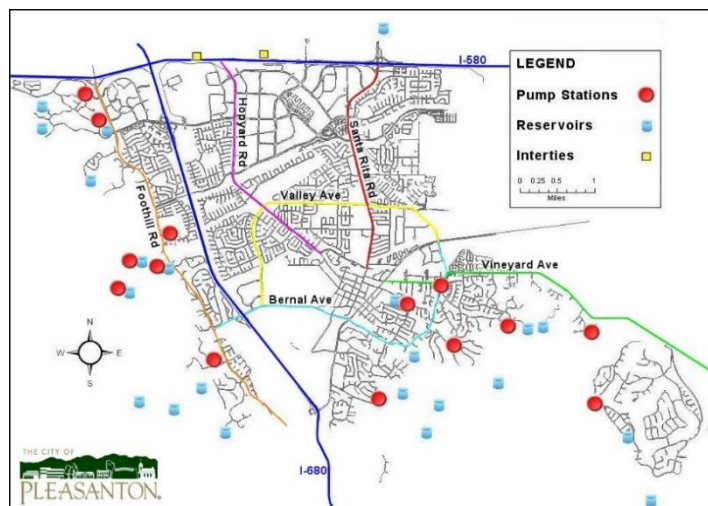 I-580
LEGEND
Pump Stations
Reservoirs
Interties
0 0.25 0.5 1
Miles
Hopyard Rd
Santa Rita Rd
Foothill Rd
Valley Ave
Vineyard Ave
Bernal Ave
N
W E
S
I-680
THE CITY OF
PLEASANTON.